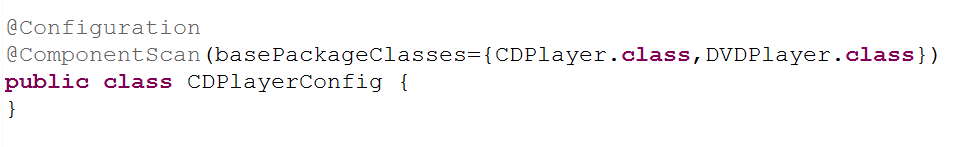 @Configuration
@ComponentScan(basePackageClasses={CDPlayer.class,DVDPlayer.class})
public class CDPlayerConfig {
}